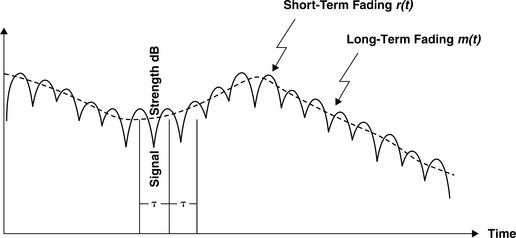 Short-Term Fading r(t)
Long-Term Fading m(t)
Signal Strength dB
τ τ
Time